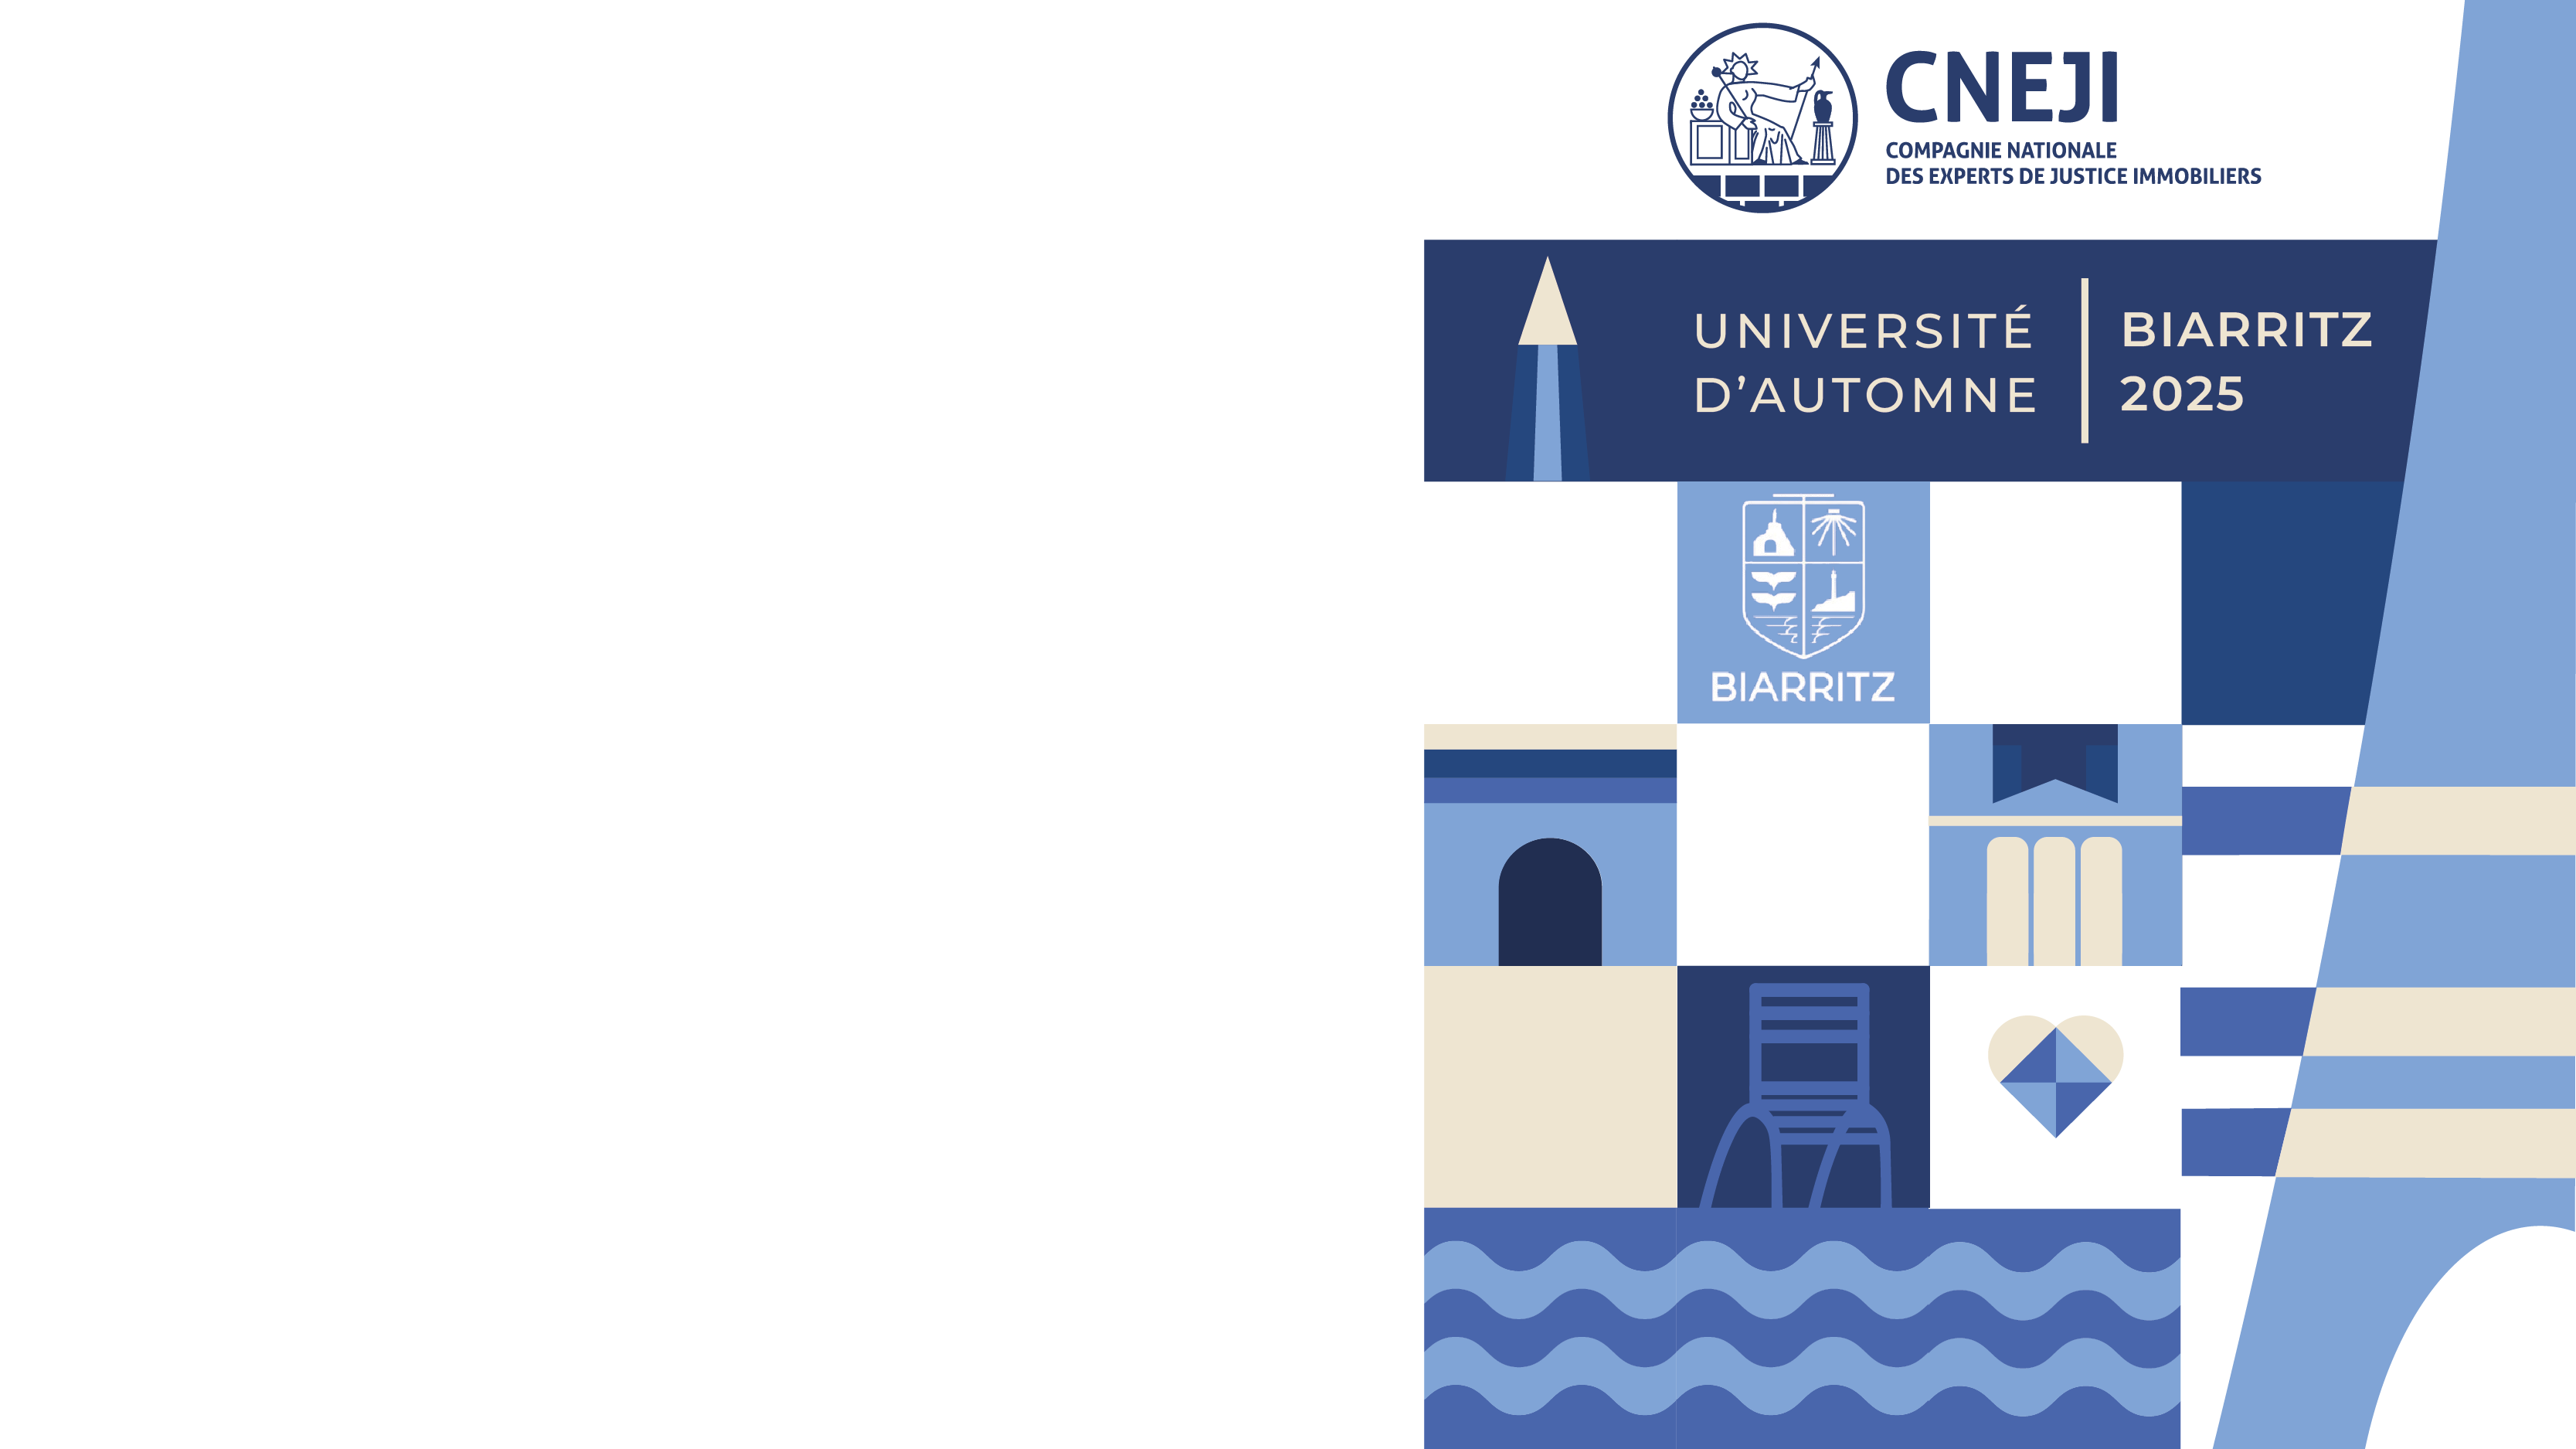 CNEJI
COMPAGNIE NATIONALE
DES EXPERTS DE JUSTICE IMMOBILIERS
UNIVERSITÉ
D’AUTOMNE
BIARRITZ
2025
BIARRITZ